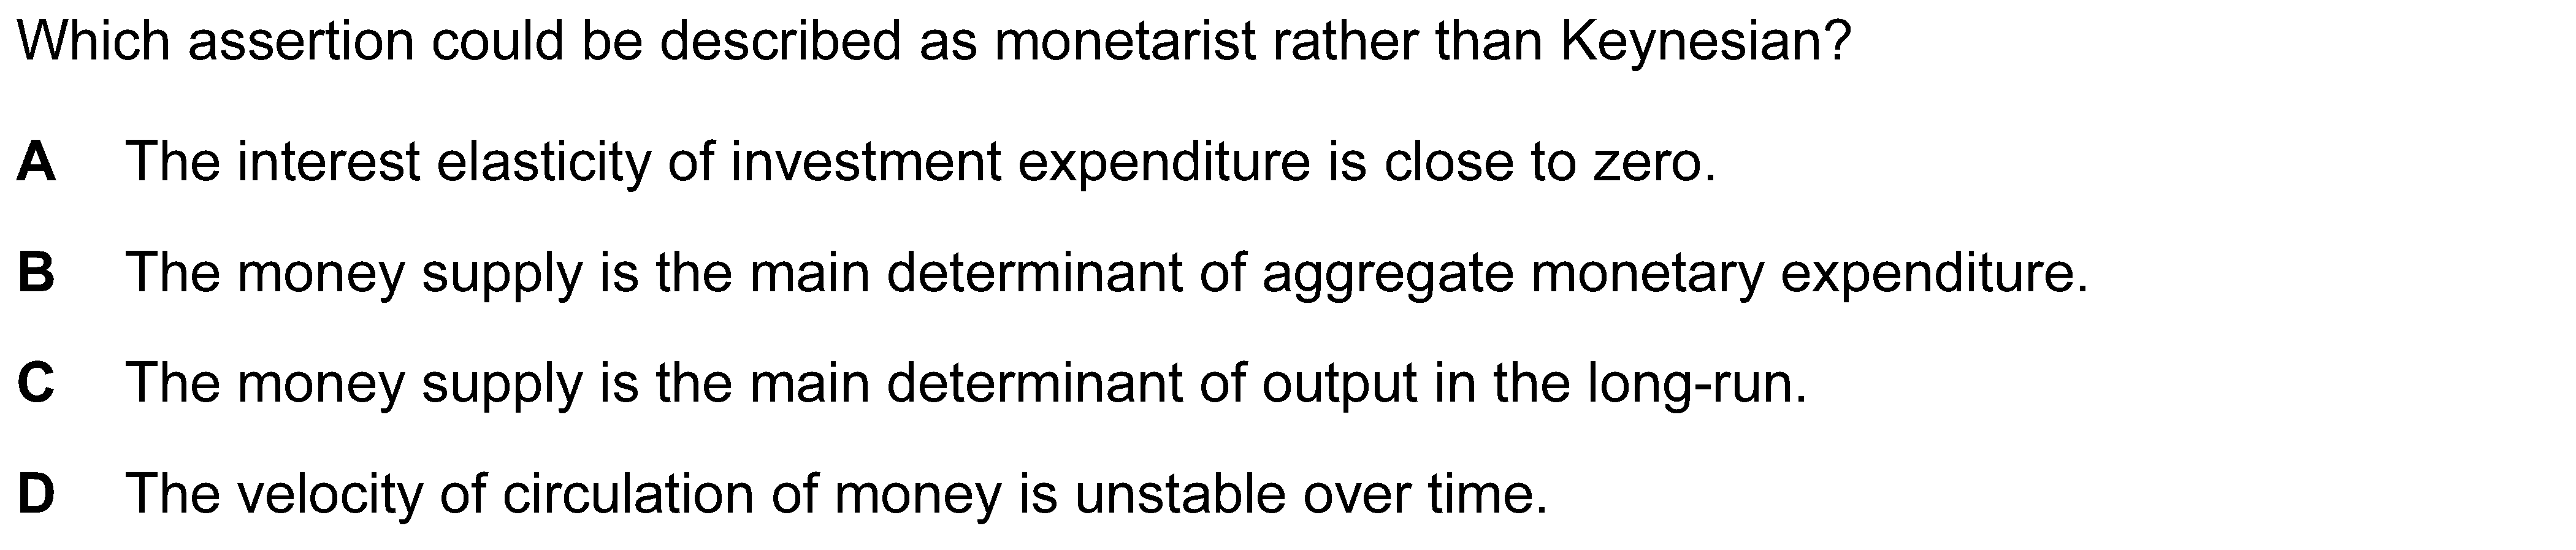 Which assertion could be described as monetarist rather than Keynesian?
A The interest elasticity of investment expenditure is close to zero.
B The money supply is the main determinant of aggregate monetary expenditure.
C The money supply is the main determinant of output in the long-run.
D The velocity of circulation of money is unstable over time.